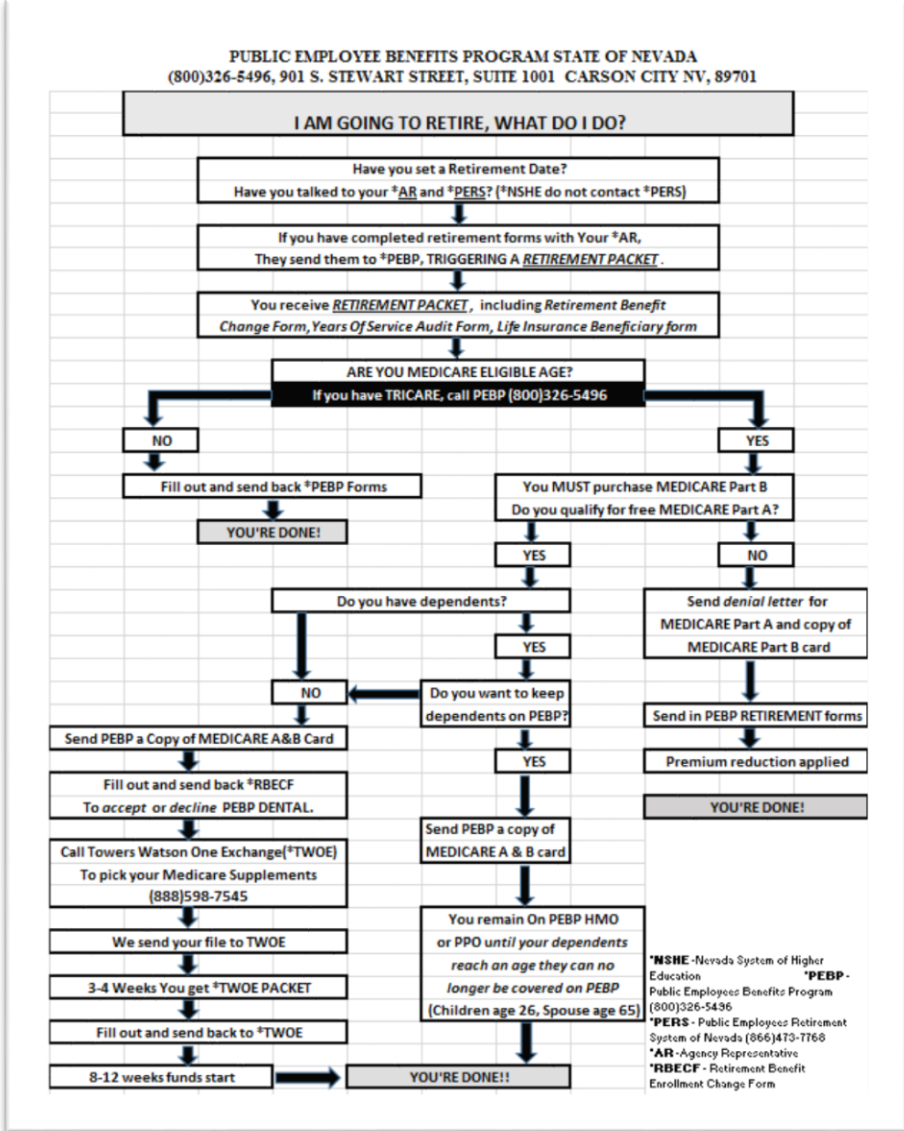 PUBLIC EMPLOYEE BENEFITS PROGRAM STATE OF NEVADA
(800)326-5496, 901 S. STEWART STREET, SUITE 1001 CARSON CITY NV, 89701
I AM GOING TO RETIRE, WHAT DO I DO?
Have you set a Retirement Date?
Have you talked to your *AR and *PERS? (*NSHE do not contact *PERS)
If you have completed retirement forms with Your *AR,
They send them to *PEBP, TRIGGERING A RETIREMENT PACKET .
You receive RETIREMENT PACKET , including Retirement Benefit
Change Form, Years Of Service Audit Form, Life Insurance Beneficiary form
ARE YOU MEDICARE ELIGIBLE AGE?
If you have TRICARE, call PEBP (800)326-5496
NO
YES
Fill out and send back *PEBP Forms
YOU'RE DONE!
You MUST purchase MEDICARE Part B
Do you qualify for free MEDICARE Part A?
YES
NO
Do you have dependents?
YES
Send denial letter for
MEDICARE Part A and copy of
MEDICARE Part B card
NO
Do you want to keep
dependents on PEBP?
Send in PEBP RETIREMENT forms
Send PEBP a Copy of MEDICARE A&B Card
YES
Premium reduction applied
Fill out and send back *RBECF
To accept or decline PEBP DENTAL.
YOU'RE DONE!
Send PEBP a copy of
MEDICARE A & B card
Call Towers Watson One Exchange(*TWOE)
To pick your Medicare Supplements
(888)598-7545
You remain On PEBP HMO
or PPO until your dependents
reach an age they can no
longer be covered on PEBP
(Children age 26, Spouse age 65)
We send your file to TWOE
3-4 Weeks You get *TWOE PACKET
Fill out and send back to *TWOE
8-12 weeks funds start
YOU'RE DONE!!
*NSHE -Nevada System of Higher
Education *PEBP -
Public Employees Benefits Program
(800)326-5496
*PERS - Public Employees Retirement
System of Nevada (866)473-7768
*AR -Agency Representative
*RBECF - Retirement Benefit
Enrollment Change Form